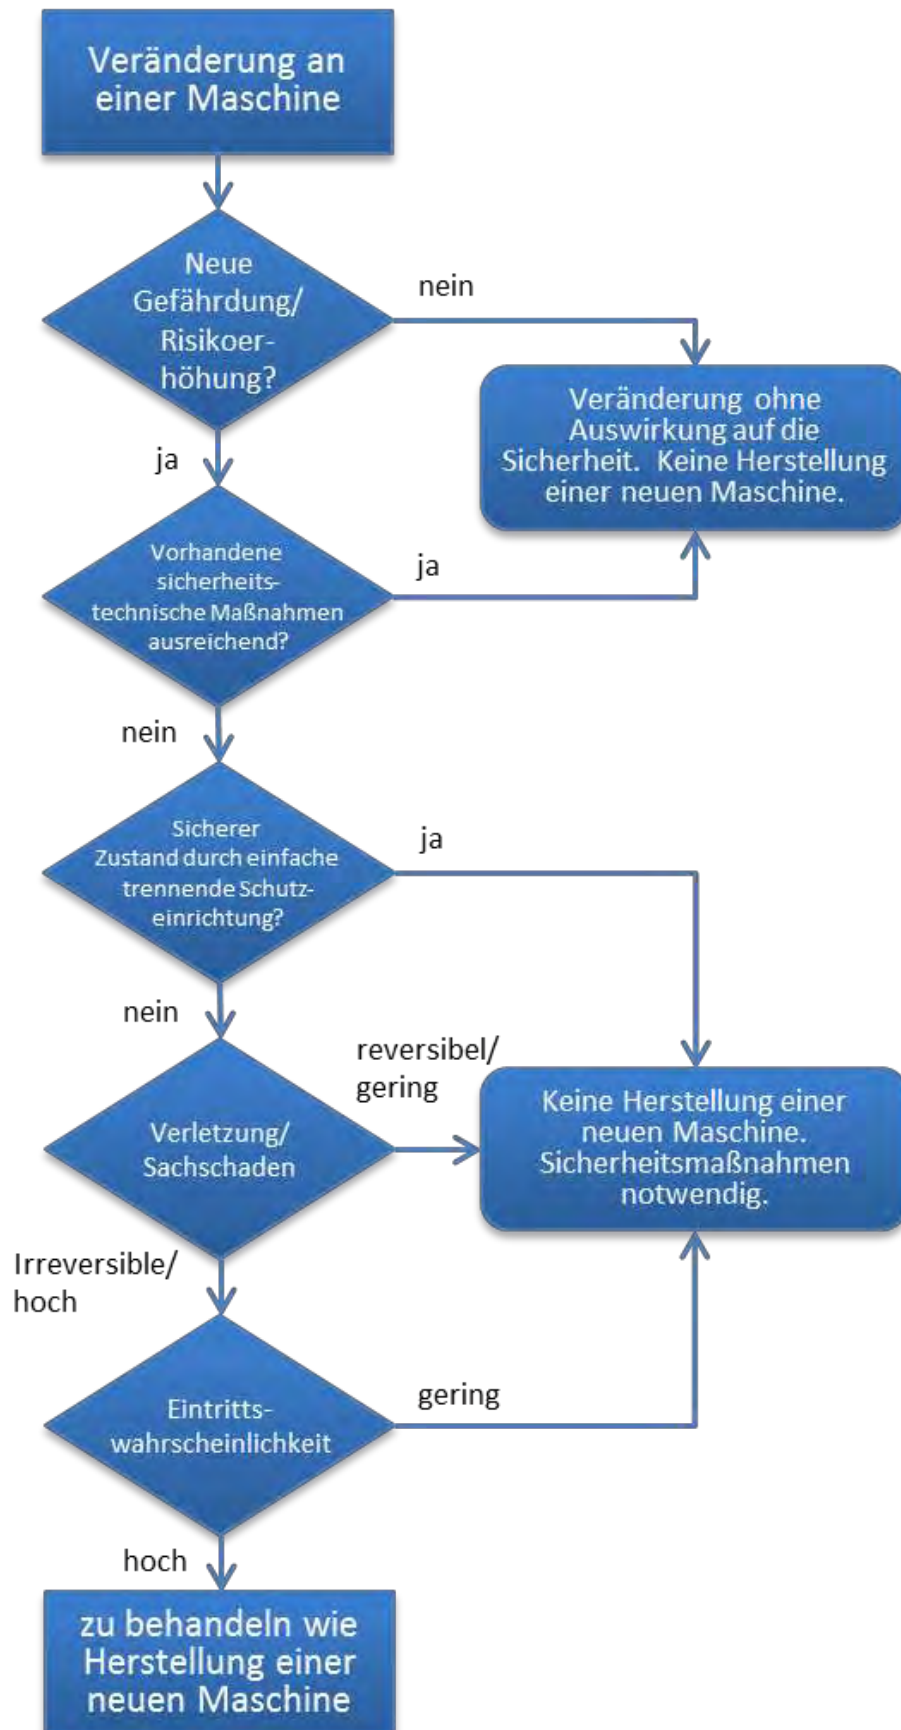 Veränderung an
einer Maschine
Neue
Gefährdung/
Risikoer-
höhung?
nein
Veränderung ohne
Auswirkung auf die
Sicherheit. Keine Herstellung
einer neuen Maschine.
ja
Vorhandene
sicherheits-
technische Maßnahmen
ausreichend?
ja
nein
Sicherer
Zustand durch einfache
trennende Schutz-
einrichtung?
ja
nein
reversibel/
gering
Verletzung/
Sachschaden
Keine Herstellung einer
neuen Maschine.
Sicherheitsmaßnahmen
notwendig.
Irreversible/
hoch
Eintritts-
wahrscheinlichkeit
gering
hoch
zu behandeln wie
Herstellung einer
neuen Maschine